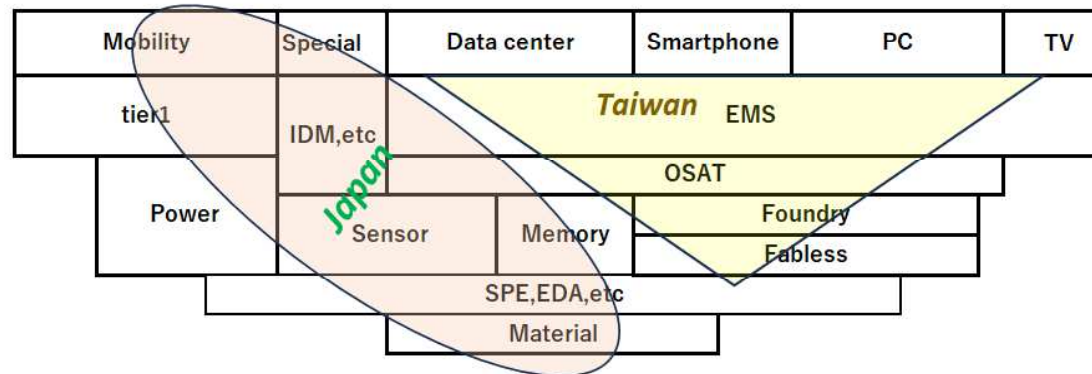 Mobility Special Data center Smartphone PC TV
tier1 IDM,etc Taiwan EMS
OSAT
Power Japan Sensor Memory Foundry
Fabless
SPE,EDA,etc
Material